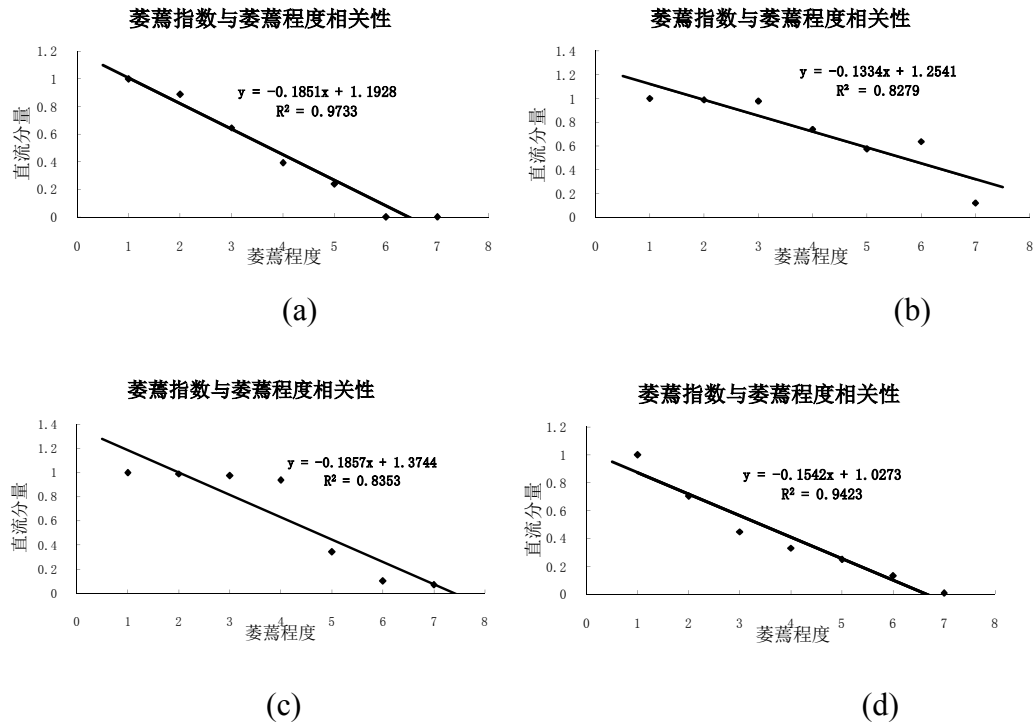 萎蔫指数与萎蔫程度相关性
1.2
1
0.8
0.6
0.4
0.2
0
直流分量
y = -0.1851x + 1.1928
R² = 0.9733
0 1 2 3 4 5 6 7 8
萎蔫程度
(a)
萎蔫指数与萎蔫程度相关性
1.4
1.2
1
0.8
0.6
0.4
0.2
0
直流分量
y = -0.1334x + 1.2541
R² = 0.8279
0 1 2 3 4 5 6 7 8
萎蔫程度
(b)
萎蔫指数与萎蔫程度相关性
1.4
1.2
1
0.8
0.6
0.4
0.2
0
直流分量
y = -0.1857x + 1.3744
R² = 0.8353
0 1 2 3 4 5 6 7 8
萎蔫程度
(c)
萎蔫指数与萎蔫程度相关性
1.2
1
0.8
0.6
0.4
0.2
0
直流分量
y = -0.1542x + 1.0273
R² = 0.9423
0 1 2 3 4 5 6 7 8
萎蔫程度
(d)